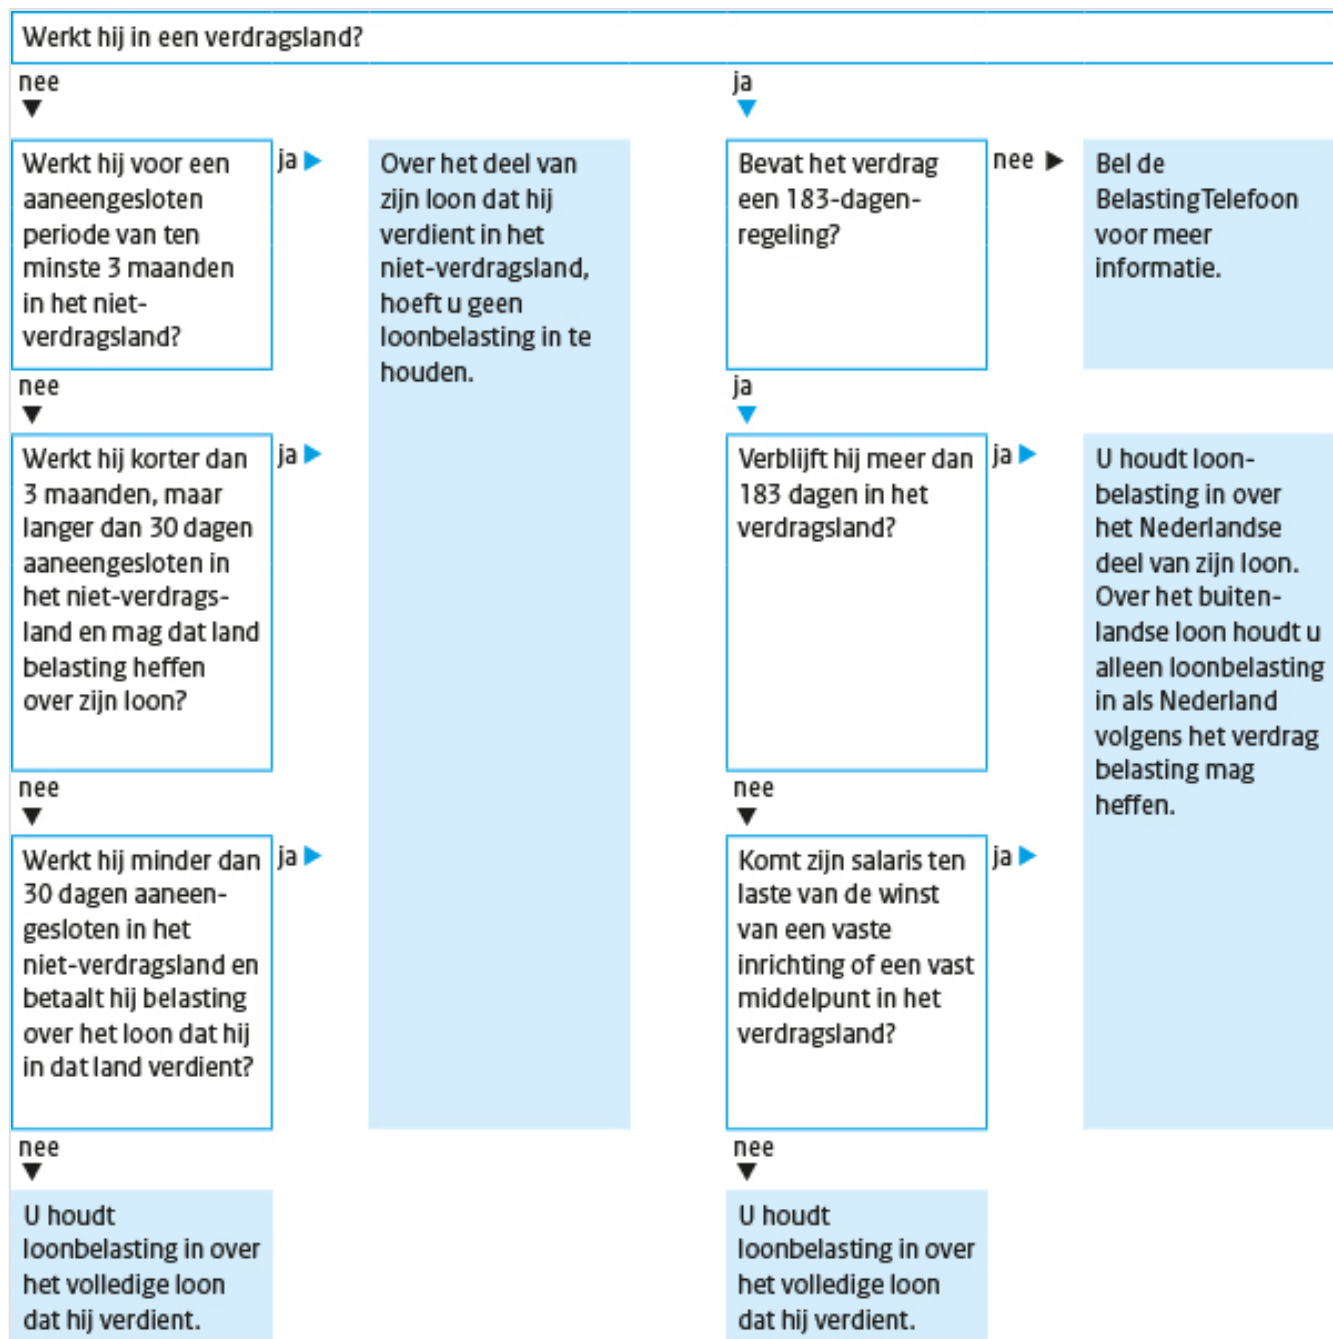 Werkt hij in een verdragsland?
nee
ja
Werkt hij voor een
aaneengesloten
periode van ten
minste 3 maanden
in het niet-
verdragsland?
ja
Over het deel van
zijn loon dat hij
verdient in het
niet-verdragsland,
hoeft u geen
loonbelasting in te
houden.
Bevat het verdrag
een 183-dagen-
regeling?
nee
Bel de
BelastingTelefoon
voor meer
informatie.
nee
ja
Werkt hij korter dan
3 maanden, maar
langer dan 30 dagen
aaneengesloten in
het niet-verdrags-
land en mag dat land
belasting heffen
over zijn loon?
ja
Verblijft hij meer dan
183 dagen in het
verdragsland?
ja
U houdt loon-
belasting in over
het Nederlandse
deel van zijn loon.
Over het buiten-
landse loon houdt u
alleen loonbelasting
in als Nederland
volgens het verdrag
belasting mag
heffen.
nee
nee
Werkt hij minder dan
30 dagen aaneen-
gesloten in het
niet-verdragsland en
betaalt hij belasting
over het loon dat hij
in dat land verdient?
ja
Komt zijn salaris ten
laste van de winst
van een vaste
inrichting of een vast
middelpunt in het
verdragsland?
ja
nee
nee
U houdt
loonbelasting in over
het volledige loon
dat hij verdient.
U houdt
loonbelasting in over
het volledige loon
dat hij verdient.